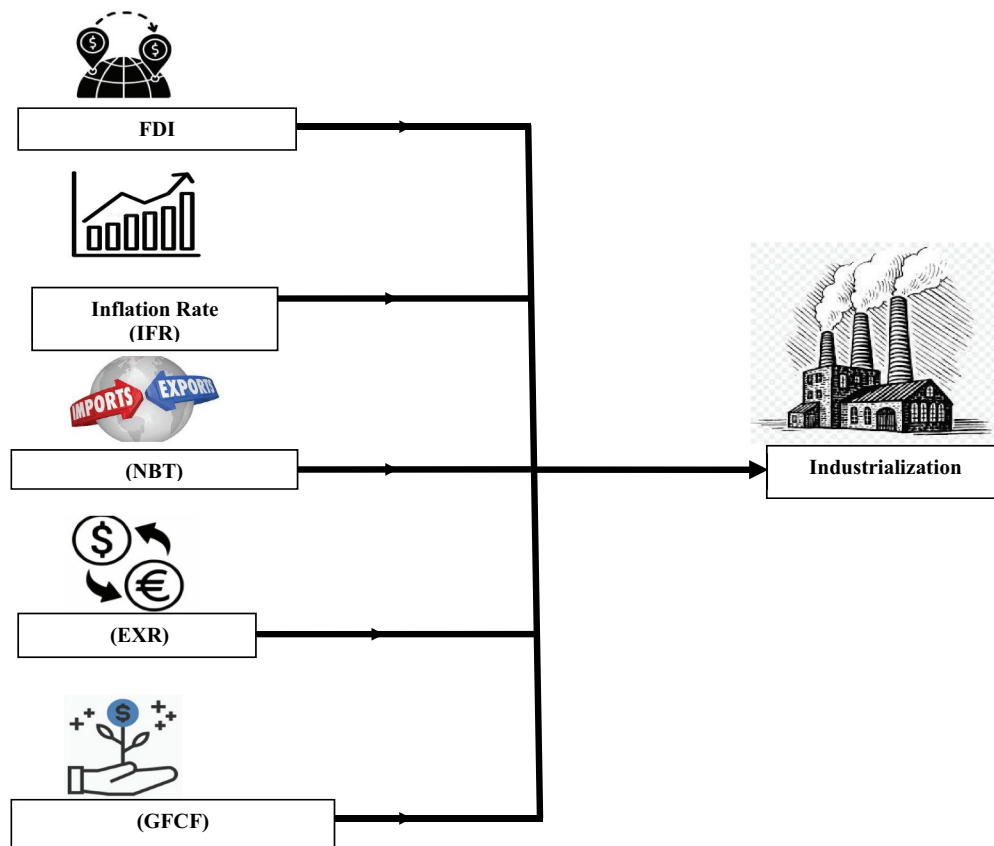 $ $
FDI
Inflation Rate
(IFR)
IMPORTS EXPORTS
(NBT)
Industrialization
$
€
(EXR)
$
(GFCF)